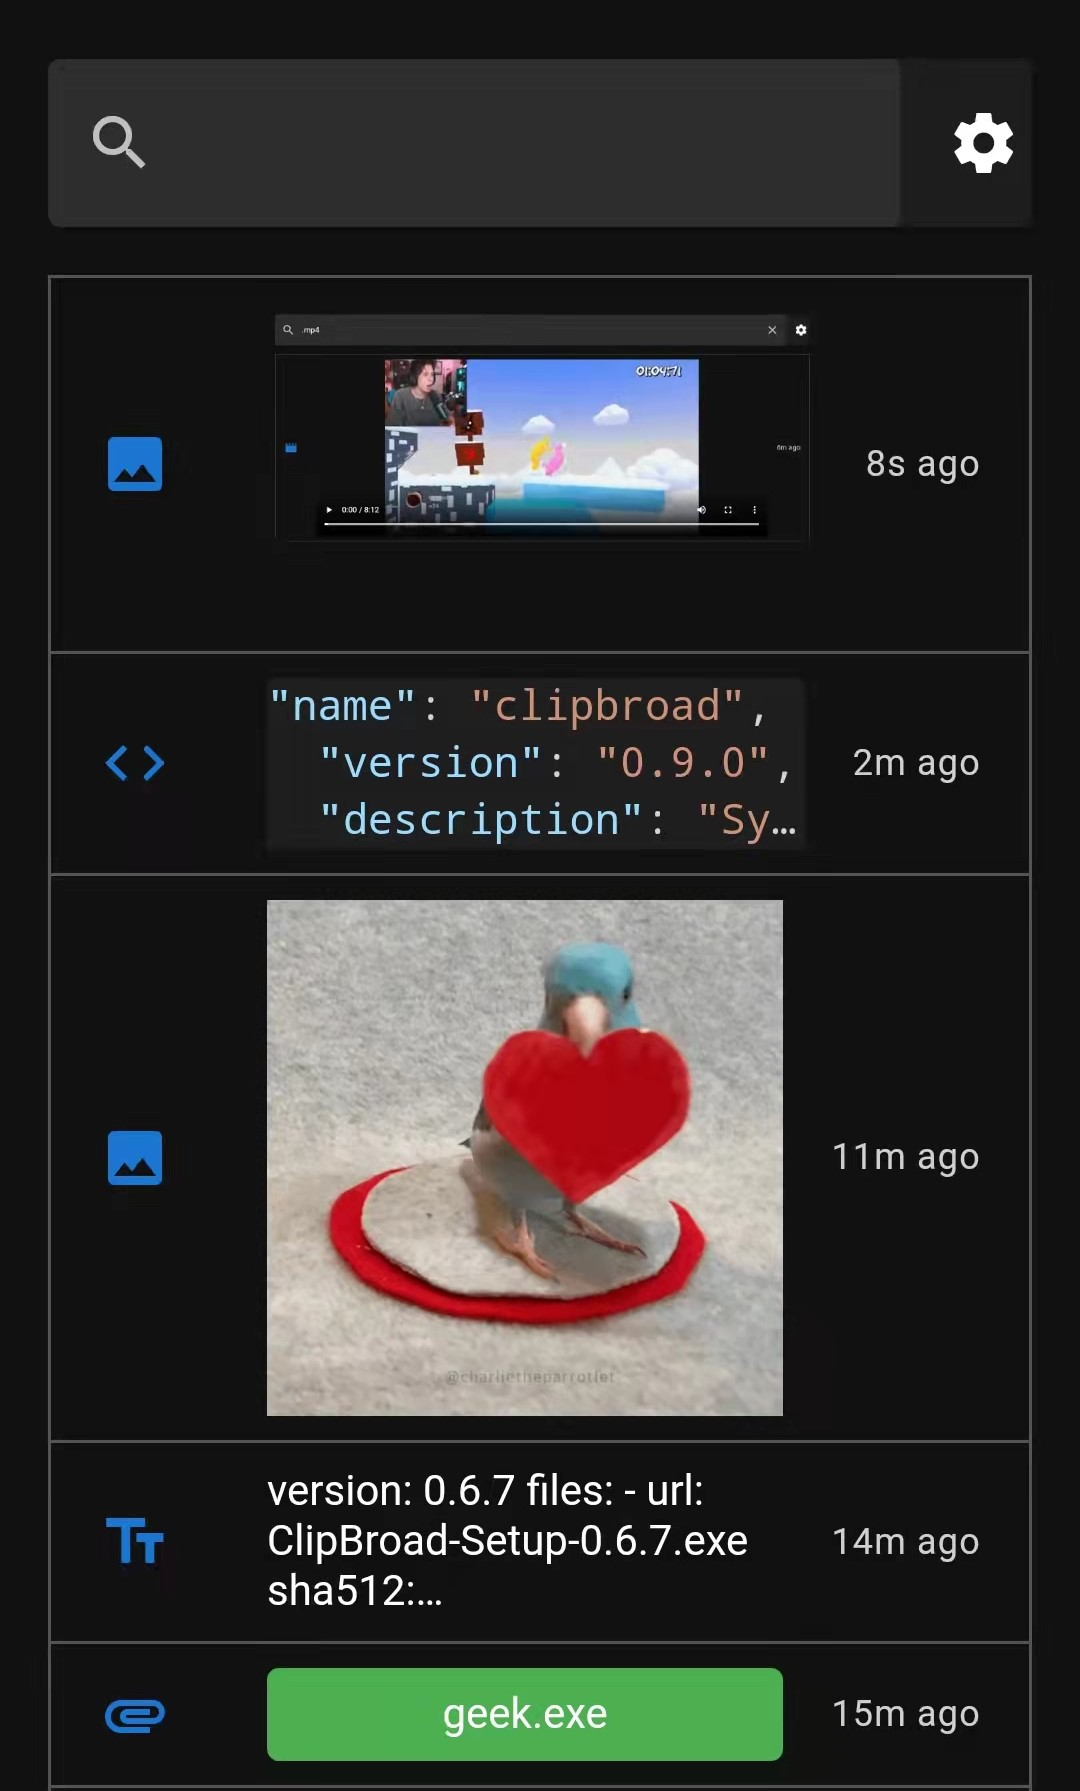 .mp4
01:04:71
6m ago
0:00 / 8:12
8s ago
"name": "clipbroad",
"version": "0.9.0",
"description": "Sy…
2m ago
@charlietheparrotlet
11m ago
version: 0.6.7 files: - url:
ClipBroad-Setup-0.6.7.exe
sha512:…
14m ago
geek.exe
15m ago